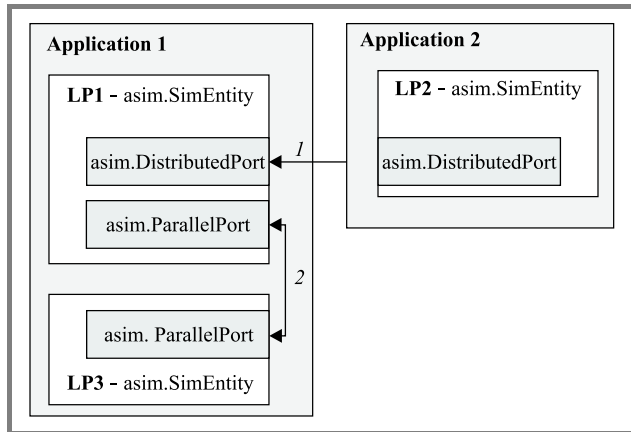 Application 1
LP1 - asim.SimEntity
asim.DistributedPort
asim.ParallelPort
asim. ParallelPort
LP3 - asim.SimEntity
1
2
Application 2
LP2 - asim.SimEntity
asim.DistributedPort